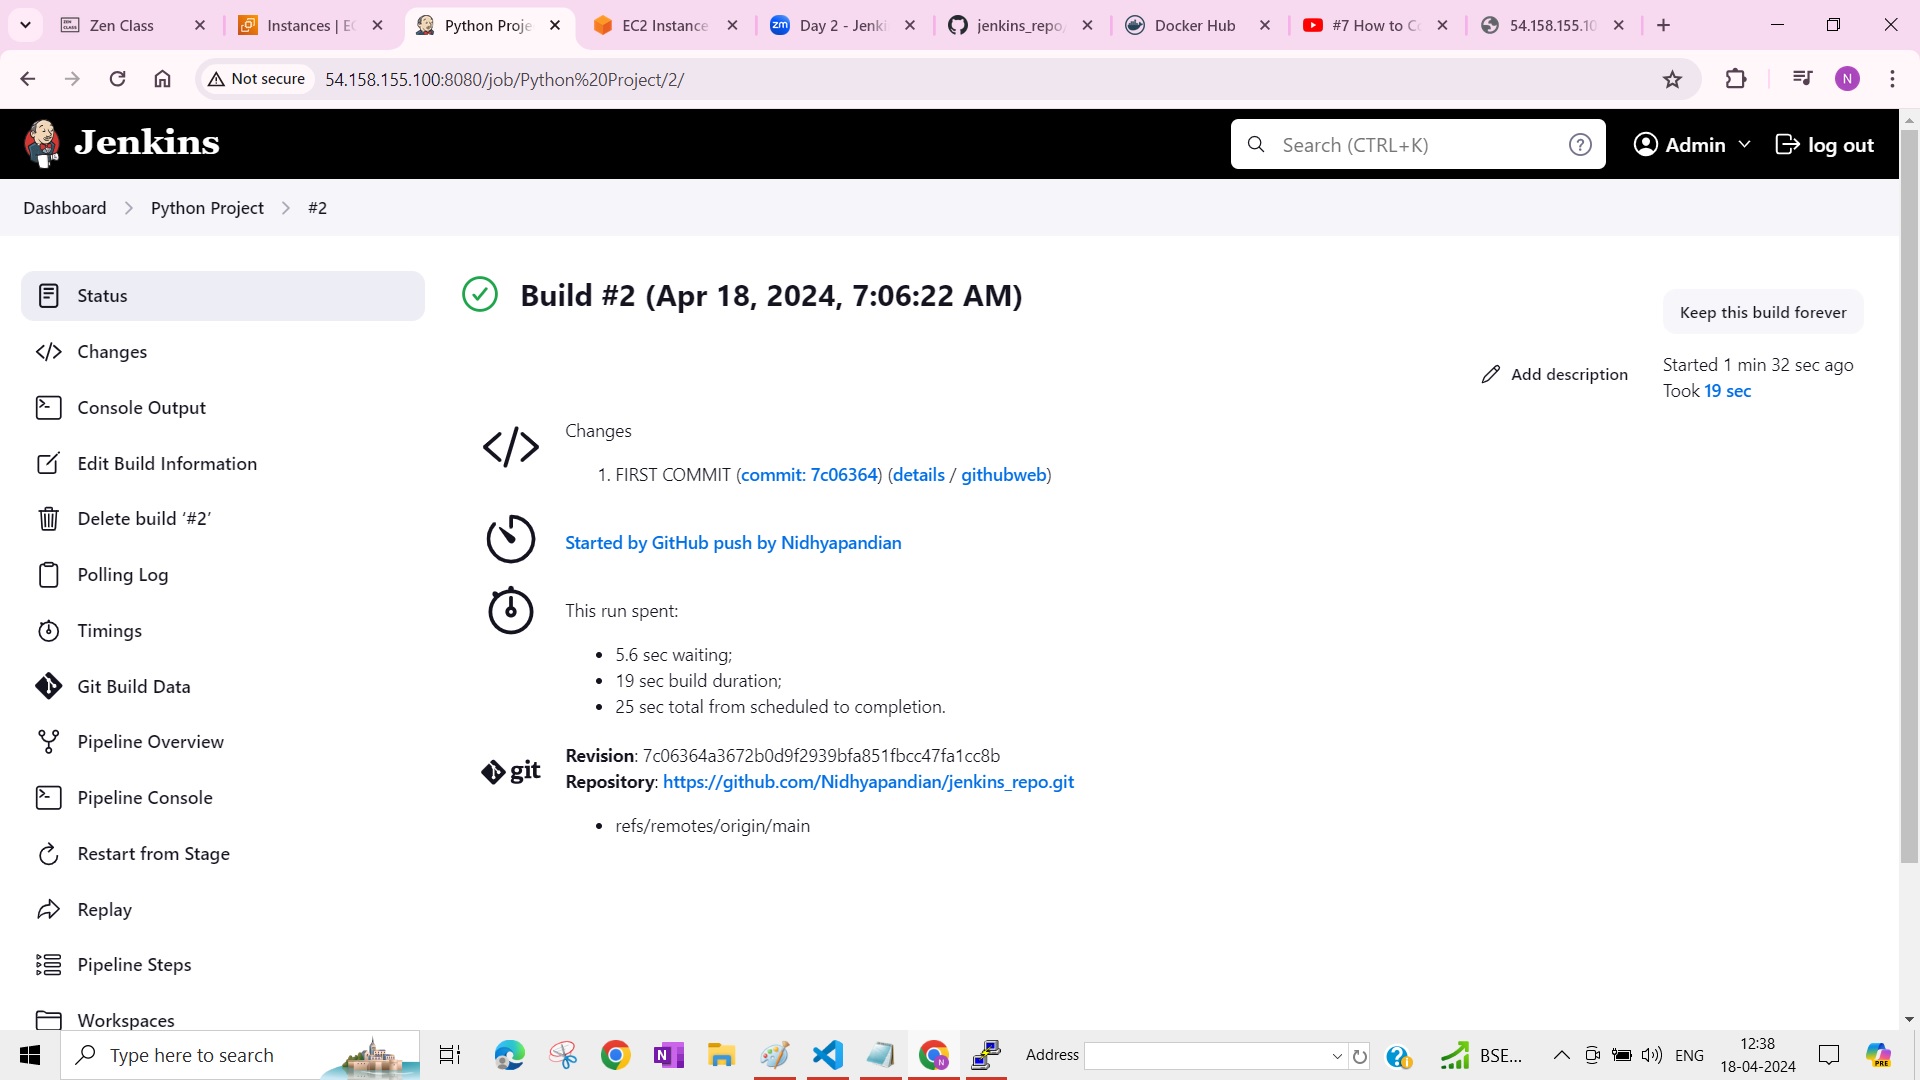 Zen Class
Instances | EC
Python Proje
EC2 Instance
Day 2 - Jenki
jenkins_repo/
Docker Hub
#7 How to Co
54.158.155.10
Not secure
54.158.155.100:8080/job/Python%20Project/2/
N
Jenkins
Search (CTRL+K)
?
Admin
log out
Dashboard
Python Project
#2
Status
Changes
Console Output
Edit Build Information
Delete build ‘#2’
Polling Log
Timings
Git Build Data
Pipeline Overview
Pipeline Console
Restart from Stage
Replay
Pipeline Steps
Workspaces
Build #2 (Apr 18, 2024, 7:06:22 AM)
Keep this build forever
Add description
Started 1 min 32 sec ago
Took 19 sec
Changes
1. FIRST COMMIT (commit: 7c06364) (details / githubweb)
Started by GitHub push by Nidhyapandian
This run spent:
5.6 sec waiting;
19 sec build duration;
25 sec total from scheduled to completion.
git
Revision: 7c06364a3672b0d9f2939bfa851fbcc47fa1cc8b
Repository: https://github.com/Nidhyapandian/jenkins_repo.git
refs/remotes/origin/main
Type here to search
Address
BSE...
ENG
12:38
18-04-2024